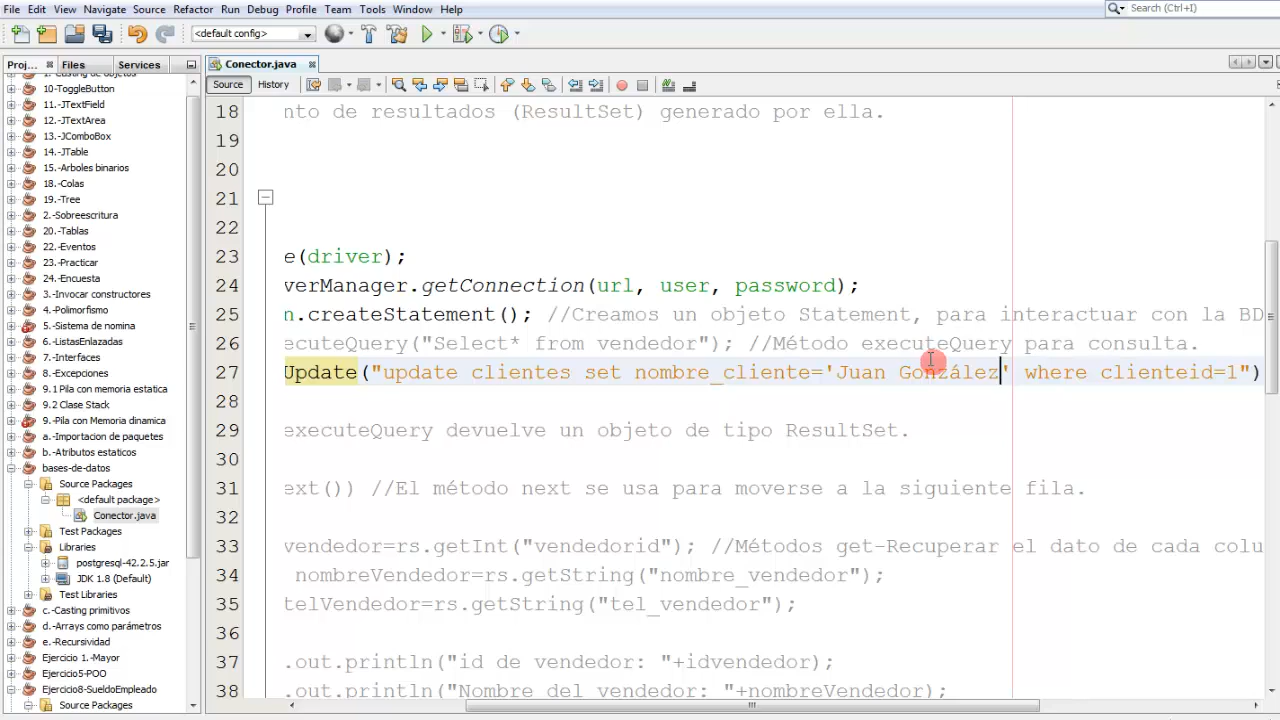 File Edit View Navigate Source Refactor Run Debug Profile Team Tools Window Help
Search (Ctrl+I)
<default config>
Proj... Files Services
Conector.java
Source History
10-ToggleButton
11.-JTextField
12.-JTextArea
13.-JComboBox
14.-JTable
15.-Arboles binarios
18.-Colas
19.-Tree
2.-Sobreescritura
20.-Tablas
22.-Eventos
23.-Practicar
24.-Encuesta
3.-Invocar constructores
4.-Polimorfismo
5.-Sistema de nomina
6.-ListasEnlazadas
7.-Interfaces
8.-Excepciones
9.1 Pila con memoria estatica
9.2 Clase Stack
9.-Pila con Memoria dinamica
a.-Importacion de paquetes
b.-Atributos estaticos
bases-de-datos
Source Packages
<default package>
Conector.java
Test Packages
Libraries
postgresql-42.2.5.jar
JDK 1.8 (Default)
Test Libraries
c.-Casting primitivos
d.-Arrays como parámetros
e.-Recursividad
Ejercicio 1.-Mayor
Ejercicio5-POO
Ejercicio8-SueldoEmpleado
Source Packages
18 nto de resultados (ResultSet) generado por ella.
19
20
21
22
23 e(driver);
24 verManager.getConnection(url, user, password);
25 n.createStatement(); //Creamos un objeto Statement, para interactuar con la BD
26 ecuteQuery("Select* from vendedor"); //Método executeQuery para consulta.
27 Update("update clientes set nombre_cliente='Juan González' where clienteid=1")
28
29 executeQuery devuelve un objeto de tipo ResultSet.
30
31 ext()) //El método next se usa para moverse a la siguiente fila.
32
33 vendedor=rs.getInt("vendedorid"); //Métodos get-Recuperar el dato de cada colu
34 nombreVendedor=rs.getString("nombre_vendedor");
35 telVendedor=rs.getString("tel_vendedor");
36
37 .out.println("id de vendedor: "+idvendedor);
38 .out.println("Nombre del vendedor: "+nombreVendedor);